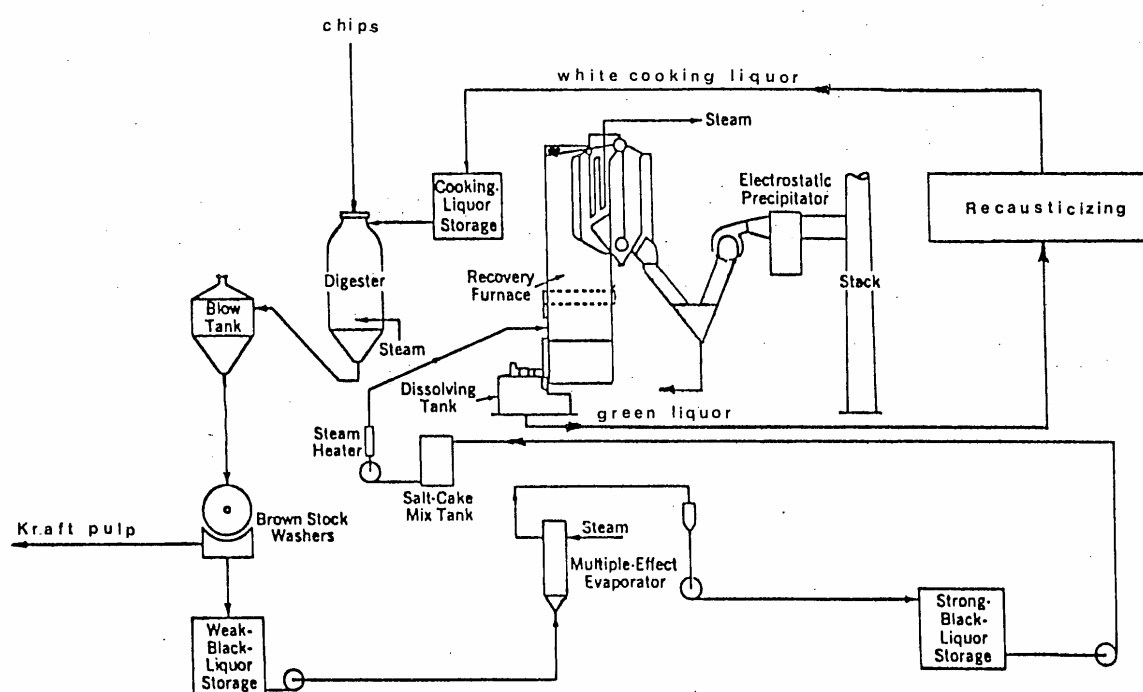 chips
white cooking liquor
Steam
Cooking-
Liquor
Storage
Electrostatic
Precipitator
Recausticizing
Digester
Recovery
Furnace
Stack
Blow
Tank
Steam
Dissolving
Tank
green liquor
Steam
Heater
Salt-Cake
Mix Tank
Brown Stock
Washers
Kraft pulp
Steam
Multiple-Effect
Evaporator
Weak-
Black-
Liquor
Storage
Strong-
Black-
Liquor
Storage